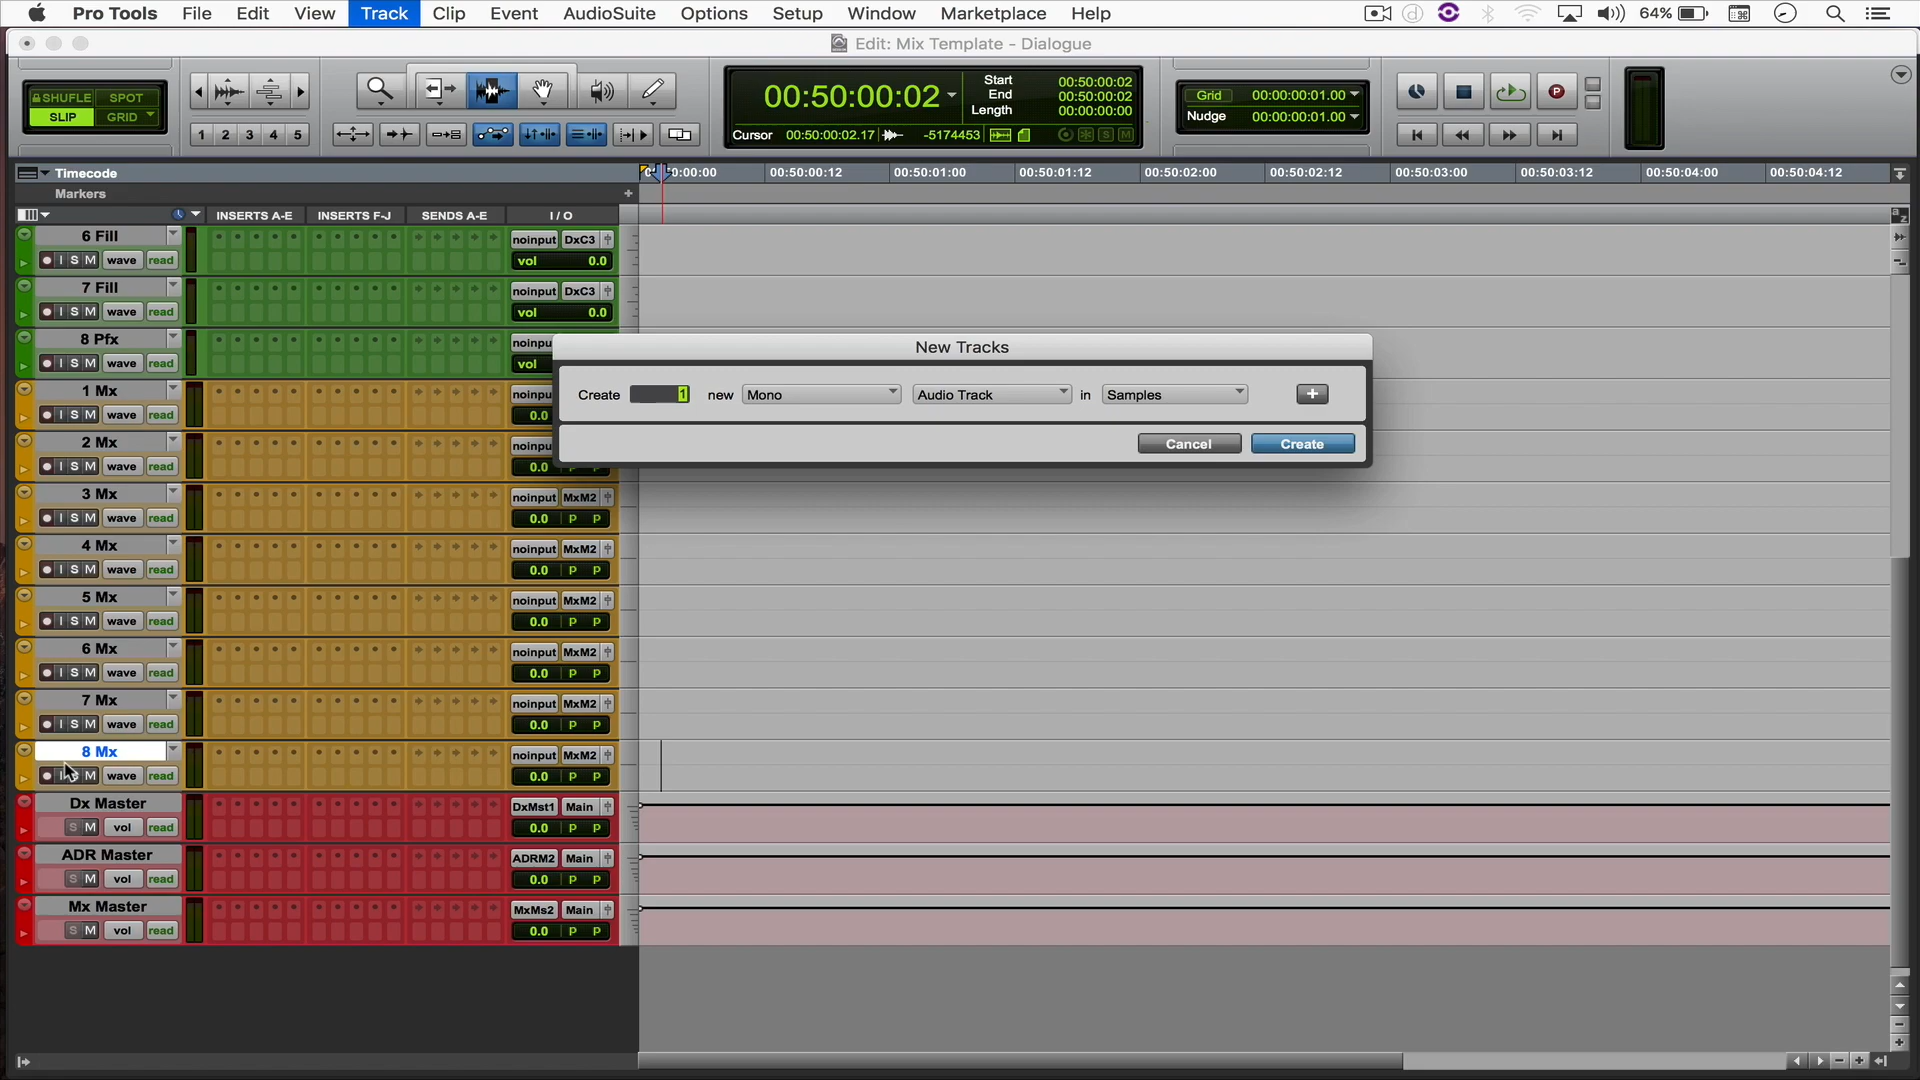 Pro Tools File Edit View Track Clip Event AudioSuite Options Setup Window Marketplace Help 64%
Edit: Mix Template - Dialogue
SHUFFLE SPOT
SLIP GRID
1 2 3 4 5
00:50:00:02
Start 00:50:00:02
End 00:50:00:02
Length 00:00:00:00
Cursor 00:50:00:02.17 -5174453
Grid 00:00:00:01.00
Nudge 00:00:00:01.00
Timecode 0:00:00 00:50:00:12 00:50:01:00 00:50:01:12 00:50:02:00 00:50:02:12 00:50:03:00 00:50:03:12 00:50:04:00 00:50:04:12
Markers
INSERTS A-E INSERTS F-J SENDS A-E I / O
6 Fill noinput DxC3
I S M wave read vol 0.0
7 Fill noinput DxC3
I S M wave read vol 0.0
8 Pfx noinpu
I S M wave read vol
1 Mx noinpu
I S M wave read 0.0
2 Mx noinpu
I S M wave read 0.0
3 Mx noinput MxM2
I S M wave read 0.0 P P
4 Mx noinput MxM2
I S M wave read 0.0 P P
5 Mx noinput MxM2
I S M wave read 0.0 P P
6 Mx noinput MxM2
I S M wave read 0.0 P P
7 Mx noinput MxM2
I S M wave read 0.0 P P
8 Mx noinput MxM2
I S M wave read 0.0 P P
Dx Master DxMst1 Main
S M vol read 0.0 P P
ADR Master ADRM2 Main
S M vol read 0.0 P P
Mx Master MxMs2 Main
S M vol read 0.0 P P
New Tracks
Create 1 new Mono Audio Track in Samples +
Cancel Create